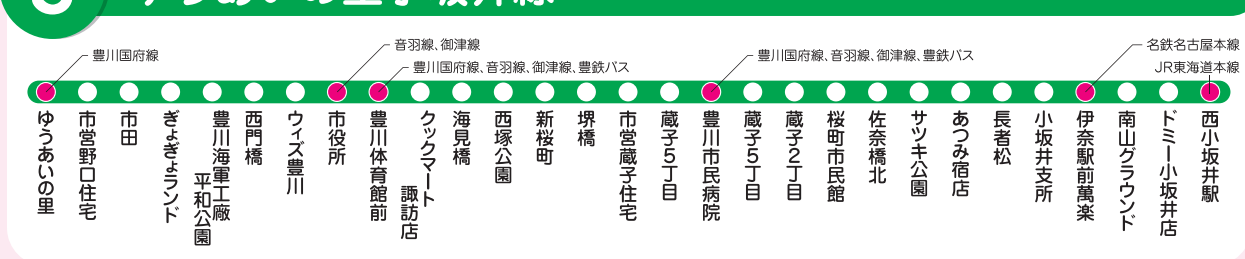 豊川国府線
音羽線、御津線
豊川国府線、音羽線、御津線、豊鉄バス
豊川国府線、音羽線、御津線、豊鉄バス
名鉄名古屋本線
JR東海道本線
ゆうあいの里
市営野口住宅
市田
ぎょぎょランド
豊川海軍工廠
平和公園
西門橋
ウィズ豊川
市役所
豊川体育館前
クックマート
諏訪店
海見橋
西塚公園
新桜町
堺橋
市営蔵子住宅
蔵子5丁目
豊川市民病院
蔵子5丁目
蔵子2丁目
桜町市民館
佐奈橋北
サツキ公園
あつみ宿店
長者松
小坂井支所
伊奈駅前萬楽
南山グラウンド
ドミー小坂井店
西小坂井駅